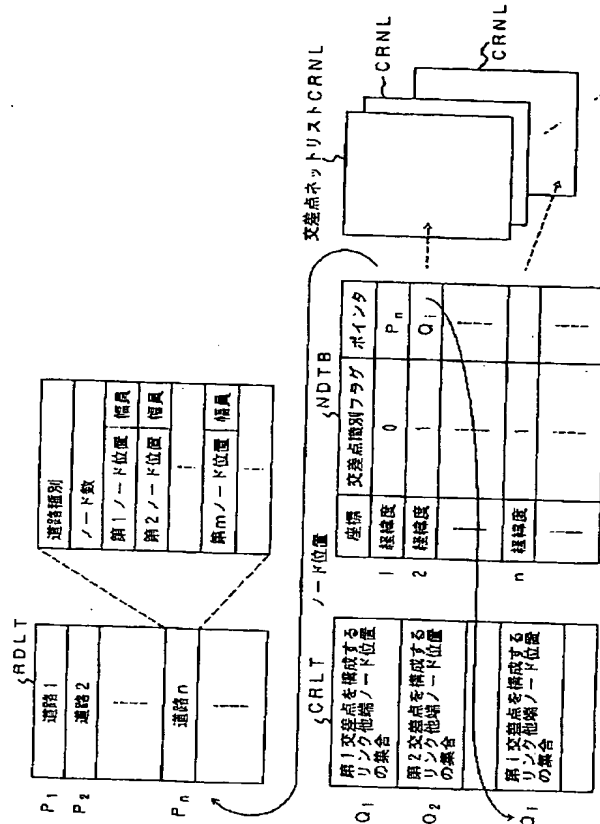 RDLT
P1
道路1
P2
道路2
Pn
道路n
道路種別
ノード数
第1ノード位置 幅員
第2ノード位置 幅員
第mノード位置 幅員
CRLT
Q1
第1交差点を構成する
リンク他端ノード位置
の集合
Q2
第2交差点を構成する
リンク他端ノード位置
の集合
Qi
第i交差点を構成する
リンク他端ノード位置
の集合
ノード位置
NDTB
座標 交差点識別フラグ ポインタ
1 経緯度 0 Pn
2 経緯度 1 Qi
n 経緯度 1
交差点ネットリストCRNL
CRNL
CRNL